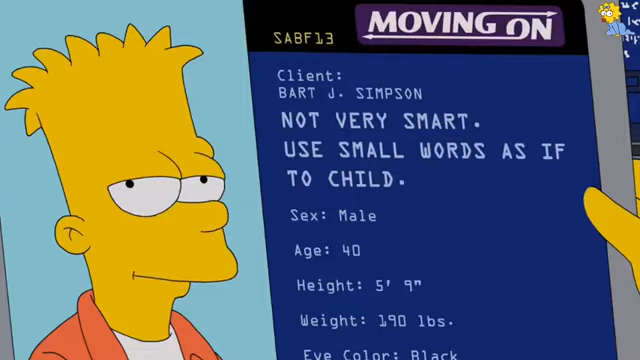 MOVING ON
SABF13
Client:
BART J. SIMPSON
NOT VERY SMART.
USE SMALL WORDS AS IF
TO CHILD.
Sex: Male
Age: 40
Height: 5' 9"
Weight: 190 lbs.
Eye Color: Black